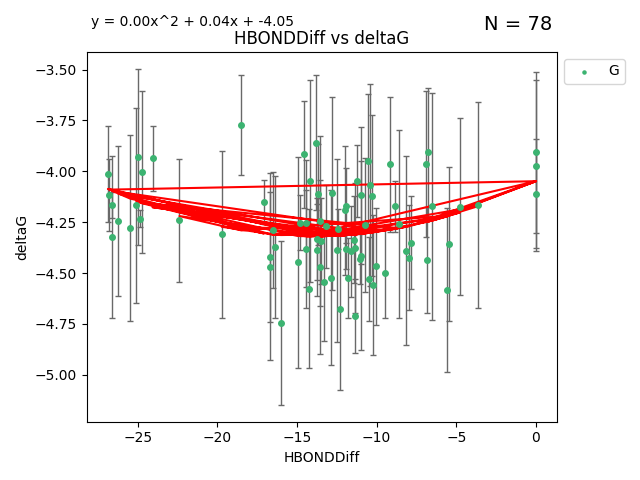 y = 0.00x^2 + 0.04x + -4.05
N = 78
HBONDDiff vs deltaG
G
−3.50
−3.75
−4.00
−4.25
−4.50
−4.75
−5.00
deltaG
−25 −20 −15 −10 −5 0
HBONDDiff